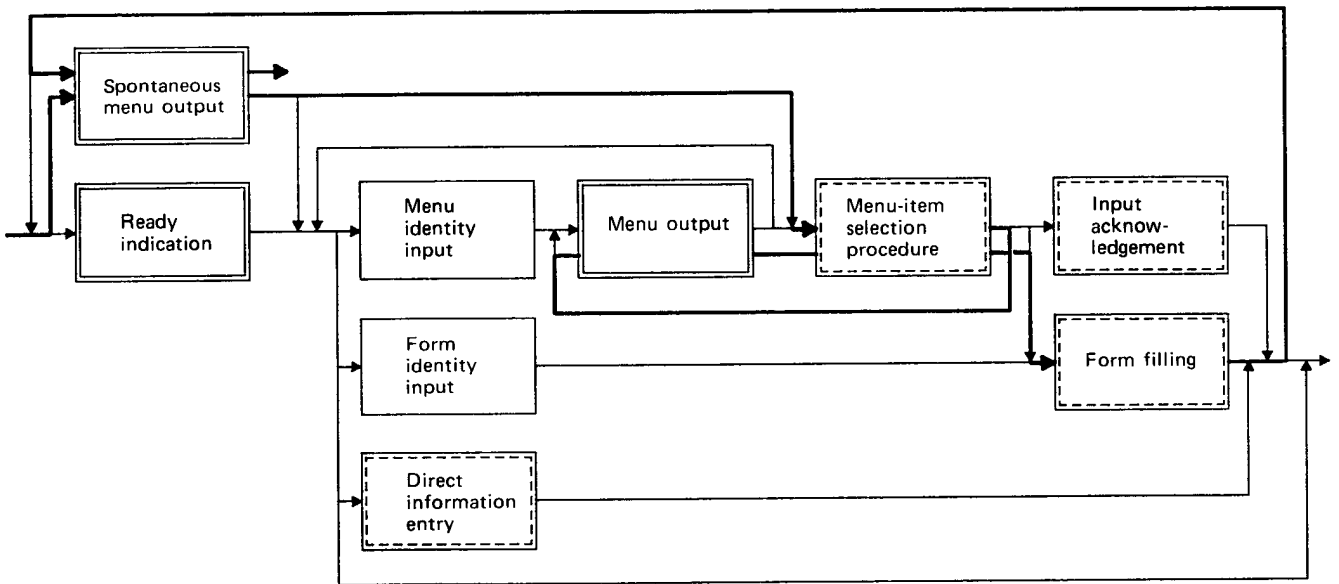 Spontaneous
menu output
Ready
indication
Menu
identity
input
Menu output
Menu-item
selection
procedure
Input
acknow-
ledgement
Form
identity
input
Form filling
Direct
information
entry